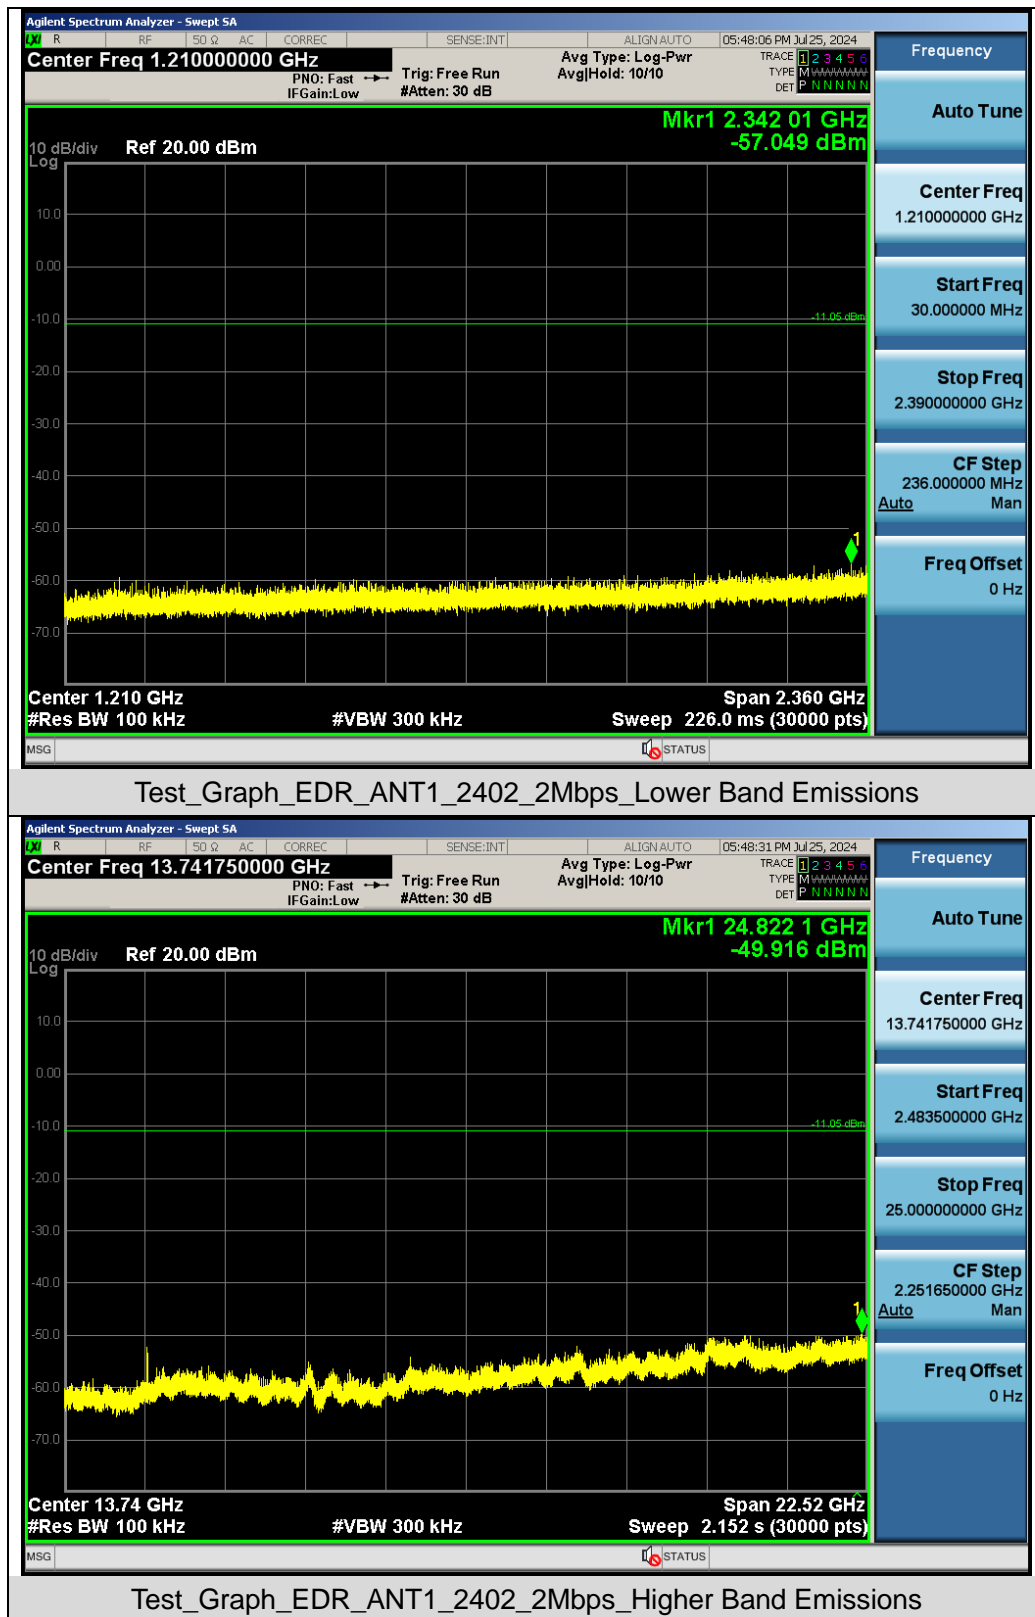 Agilent Spectrum Analyzer - Swept SA
LXI R RF 50 Ω AC CORREC SENSE:INT ALIGN AUTO 05:48:06 PM Jul 25, 2024
Center Freq 1.210000000 GHz
PNO: Fast
IFGain:Low
Trig: Free Run
#Atten: 30 dB
Avg Type: Log-Pwr
Avg|Hold: 10/10
TRACE 1 2 3 4 5 6
TYPE M WWWWW
DET P N N N N N
Mkr1 2.342 01 GHz
-57.049 dBm
10 dB/div Ref 20.00 dBm
Log
10.0
0.00
-10.0
-11.05 dBm
-20.0
-30.0
-40.0
-50.0
1
-60.0
-70.0
Center 1.210 GHz Span 2.360 GHz
#Res BW 100 kHz #VBW 300 kHz Sweep 226.0 ms (30000 pts)
MSG STATUS
Frequency
Auto Tune
Center Freq
1.210000000 GHz
Start Freq
30.000000 MHz
Stop Freq
2.390000000 GHz
CF Step
236.000000 MHz
Auto Man
Freq Offset
0 Hz
Test_Graph_EDR_ANT1_2402_2Mbps_Lower Band Emissions
Agilent Spectrum Analyzer - Swept SA
LXI R RF 50 Ω AC CORREC SENSE:INT ALIGN AUTO 05:48:31 PM Jul 25, 2024
Center Freq 13.741750000 GHz
PNO: Fast
IFGain:Low
Trig: Free Run
#Atten: 30 dB
Avg Type: Log-Pwr
Avg|Hold: 10/10
TRACE 1 2 3 4 5 6
TYPE M WWWWW
DET P N N N N N
Mkr1 24.822 1 GHz
-49.916 dBm
10 dB/div Ref 20.00 dBm
Log
10.0
0.00
-10.0
-11.05 dBm
-20.0
-30.0
-40.0
1
-50.0
-60.0
-70.0
Center 13.74 GHz Span 22.52 GHz
#Res BW 100 kHz #VBW 300 kHz Sweep 2.152 s (30000 pts)
MSG STATUS
Frequency
Auto Tune
Center Freq
13.741750000 GHz
Start Freq
2.483500000 GHz
Stop Freq
25.000000000 GHz
CF Step
2.251650000 GHz
Auto Man
Freq Offset
0 Hz
Test_Graph_EDR_ANT1_2402_2Mbps_Higher Band Emissions